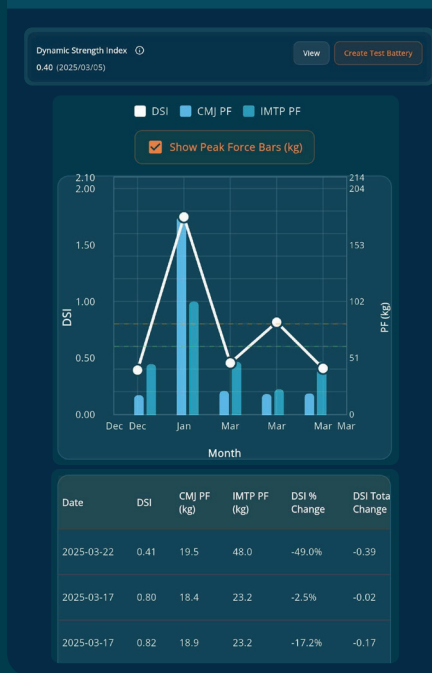 Dynamic Strength Index
0.40 (2025/03/05)
View
Create Test Battery
DSI CMJ PF IMTP PF
Show Peak Force Bars (kg)
2.10 214
2.00 204
1.50 153
1.00 102
0.50 51
0.00 0
DSI
PF (kg)
Dec Dec Jan Mar Mar Mar Mar
Month
Date DSI CMJ PF (kg) IMTP PF (kg) DSI % Change DSI Tota Change
2025-03-22 0.41 19.5 48.0 -49.0% -0.39
2025-03-17 0.80 18.4 23.2 -2.5% -0.02
2025-03-17 0.82 18.9 23.2 -17.2% -0.17